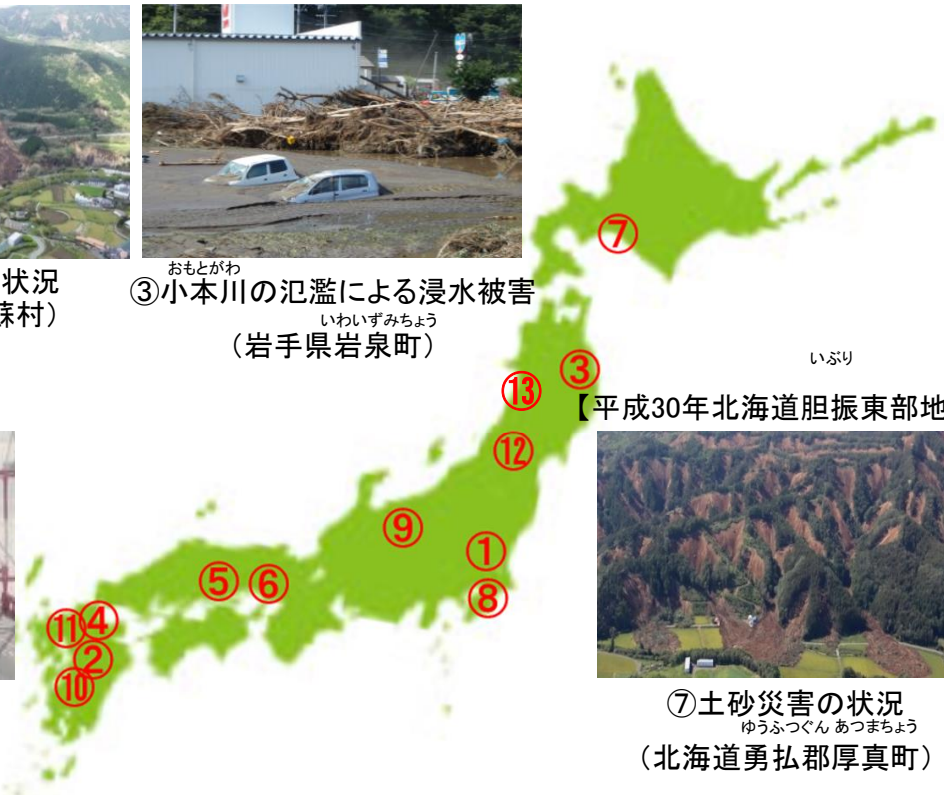 状況
蘇村）
おもとがわ
③小本川の氾濫による浸水被害
いわいずみちょう
（岩手県岩泉町）
⑦
③
⑬
いぶり
【平成30年北海道胆振東部地
⑫
⑨
①
⑤
⑥
⑧
④
⑪
②
⑩
⑦土砂災害の状況
ゆうふつぐん あつまちょう
（北海道勇払郡厚真町）